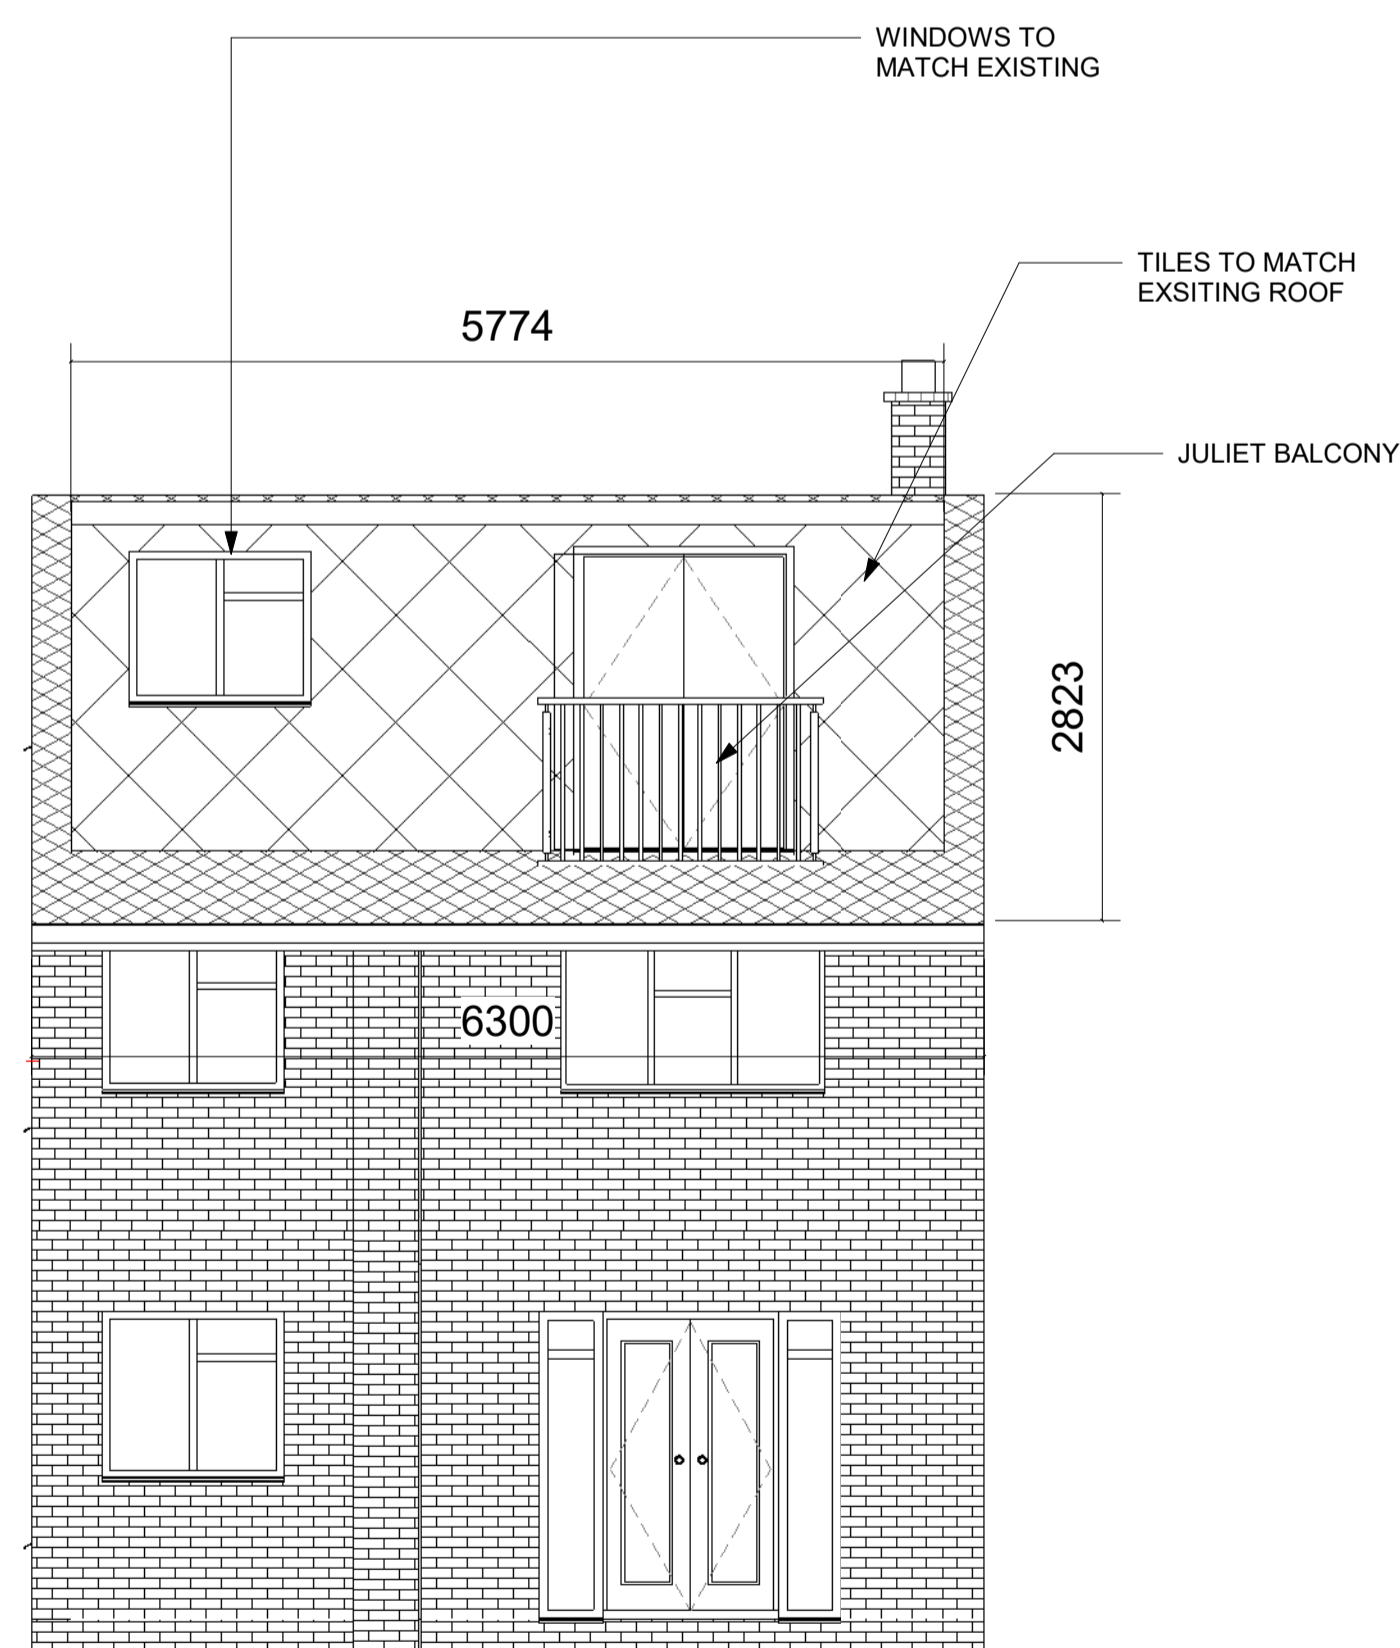 WINDOWS TO
MATCH EXISTING
TILES TO MATCH
EXSITING ROOF
5774
JULIET BALCONY
2823
6300